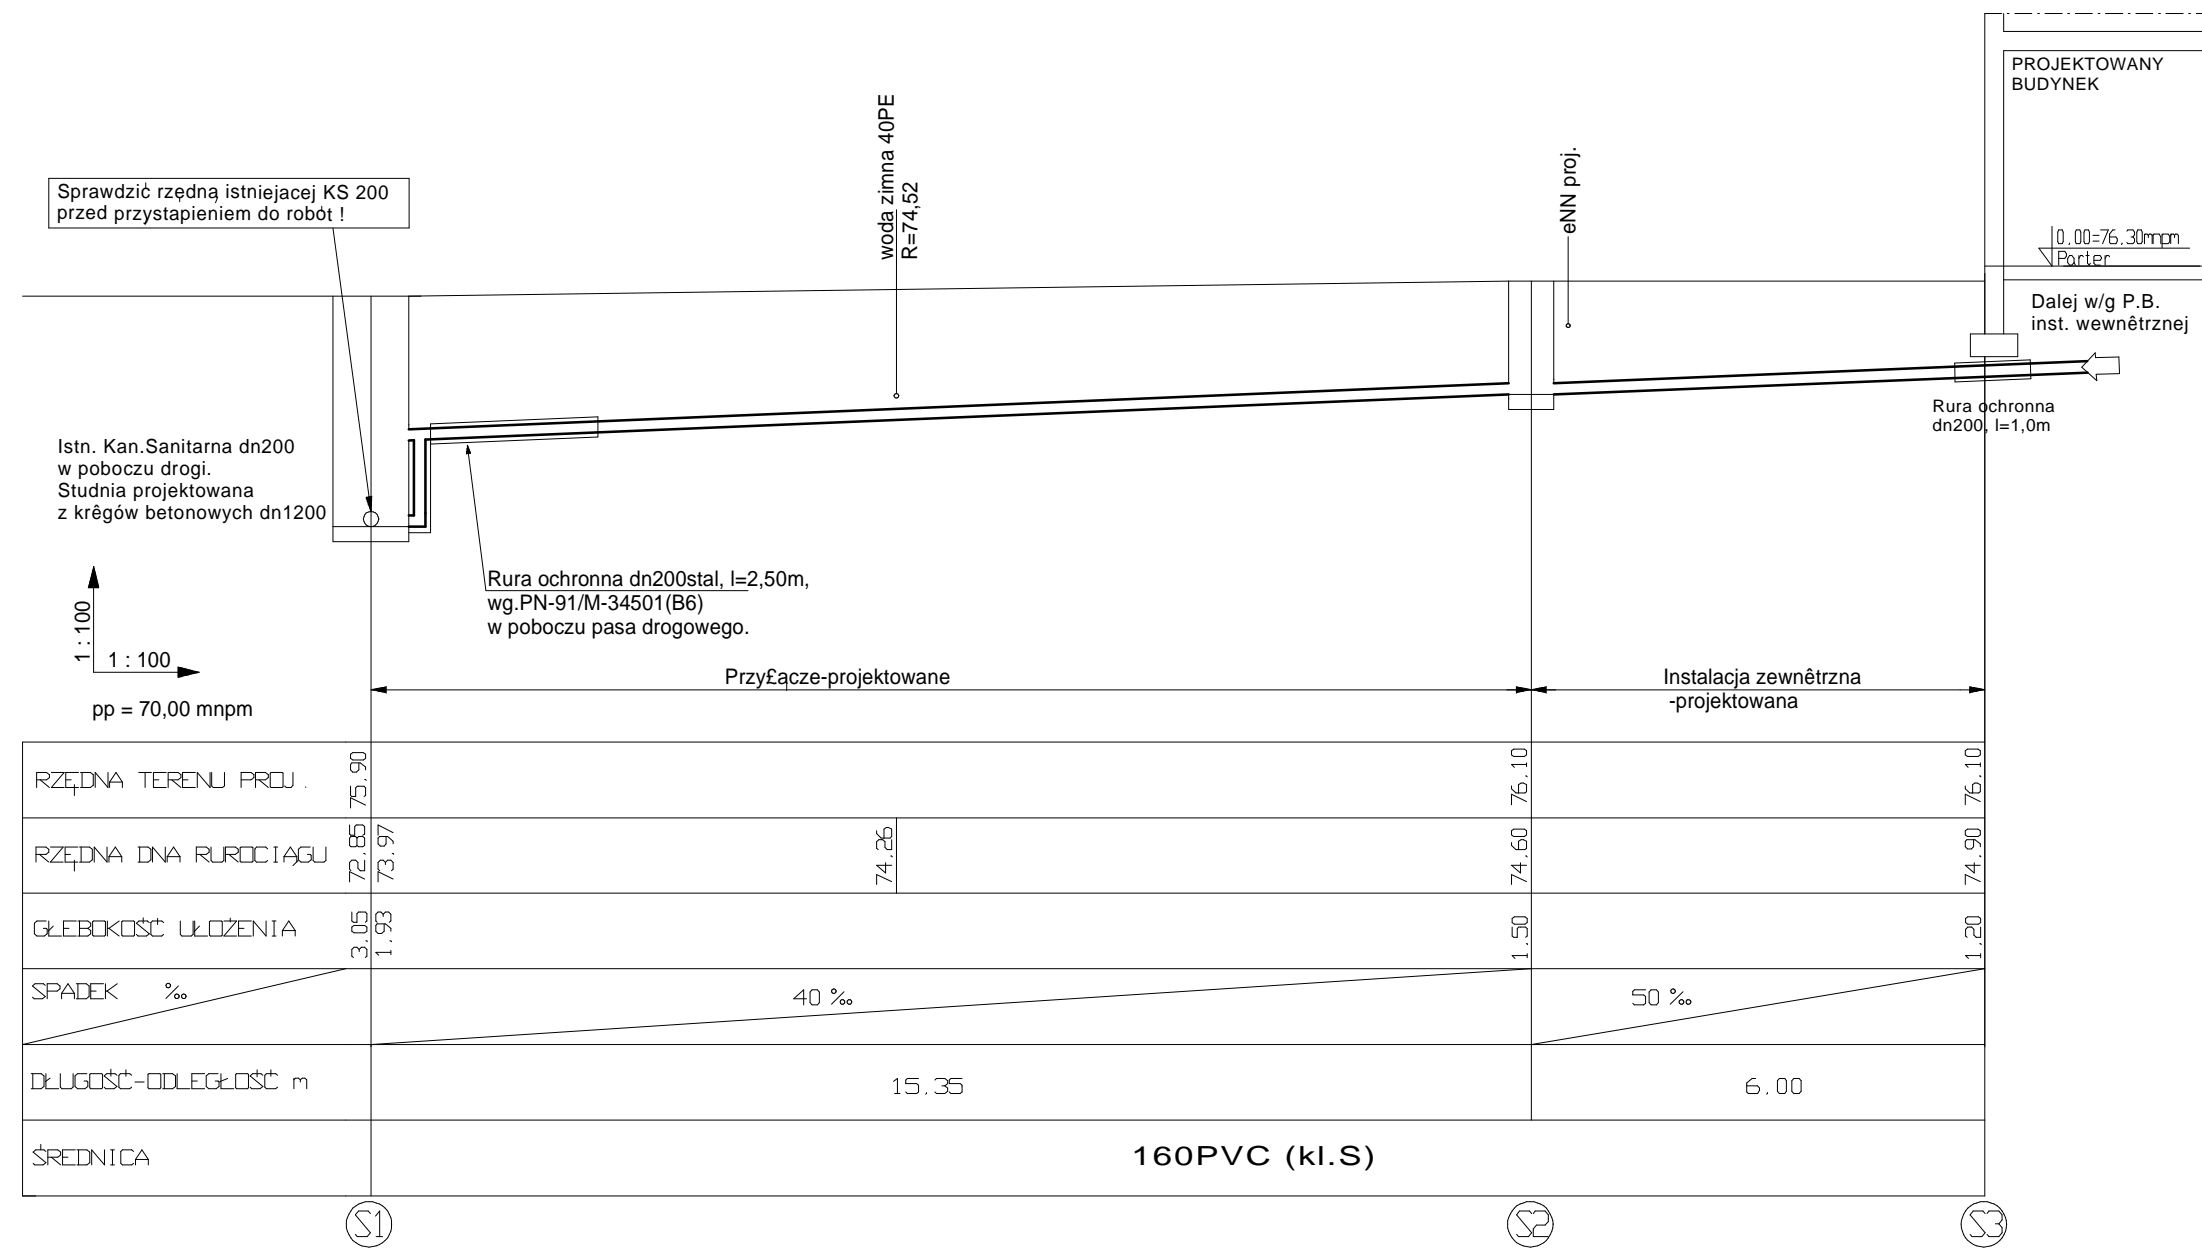 PROJEKTOWANY
BUDYNEK
woda zimna 40PE
R=74,52
eNN proj.
Sprawdzić rzędną istniejacej KS 200
przed przystapieniem do robót !
0,00=76,30mnpm
Parter
Dalej w/g P.B.
inst. wewnêtrznej
Rura ochronna
dn200, l=1,0m
Istn. Kan.Sanitarna dn200
w poboczu drogi.
Studnia projektowana
z krêgów betonowych dn1200
Rura ochronna dn200stal, l=2,50m,
wg.PN-91/M-34501(B6)
w poboczu pasa drogowego.
1 : 100
1 : 100
pp = 70,00 mnpm
Przy£ącze-projektowane
Instalacja zewnêtrzna
-projektowana
RZĘDNA TERENU PROJ. 75.90 76.10 76.10
RZĘDNA DNA RUROCIĄGU 72.85 73.97 74.26 74.60 74.90
GŁEBOKOŚĆ UŁOŻENIA 3.05 1.93 1.50 1.20
SPADEK ‰ 40 ‰ 50 ‰
DŁUGOŚĆ-ODLEGŁOŚĆ m 15.35 6.00
ŚREDNICA 160PVC (kl.S)
S1 S2 S3